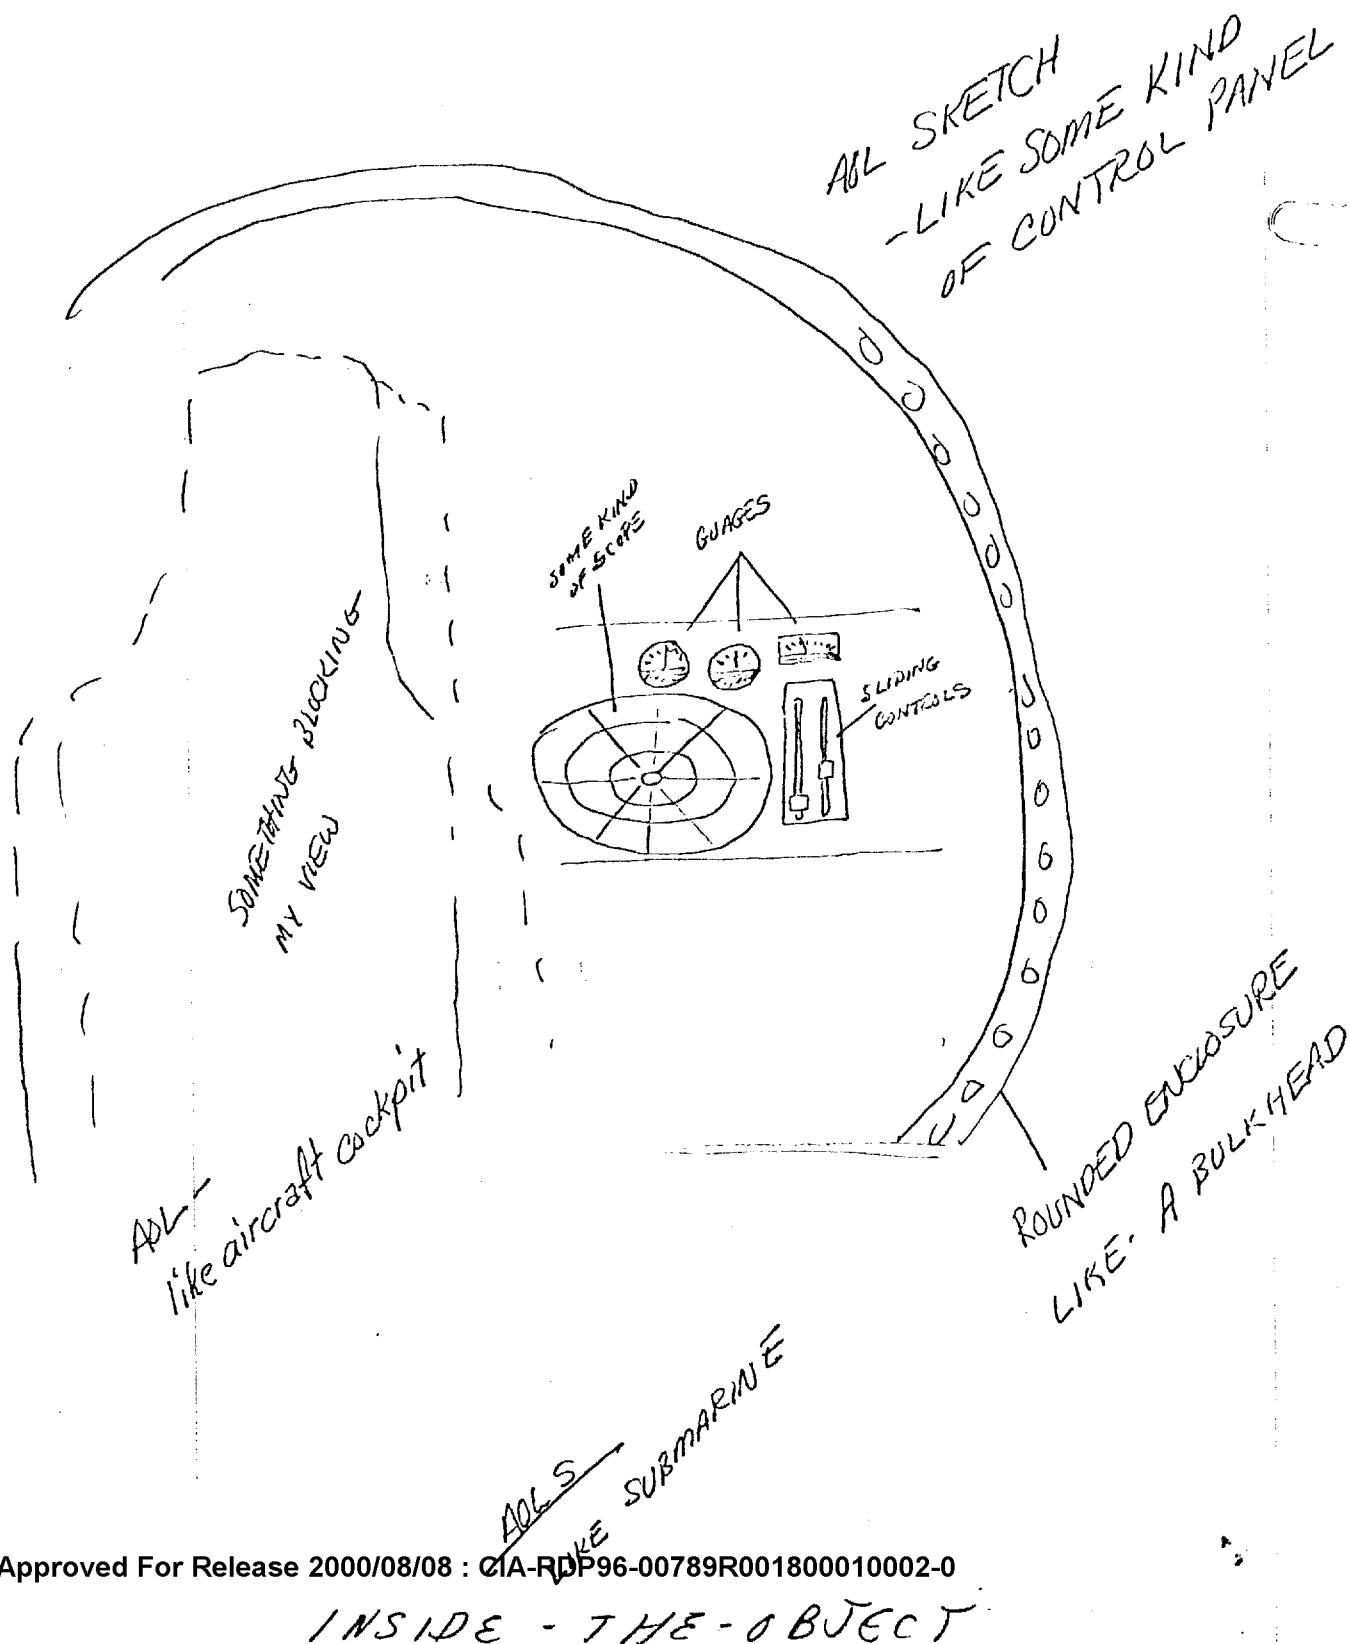 AOL SKETCH
- LIKE SOME KIND
OF CONTROL PANEL
SOME KIND
OF SCOPE
GUAGES
SLIDING
CONTROLS
SOMETHING BLOCKING
MY VIEW
AOL -
like aircraft cockpit
ROUNDED ENCLOSURE
LIKE. A BULKHEAD
AOL S
LIKE SUBMARINE
Approved For Release 2000/08/08 : CIA-RDP96-00789R001800010002-0
INSIDE - THE - OBJECT